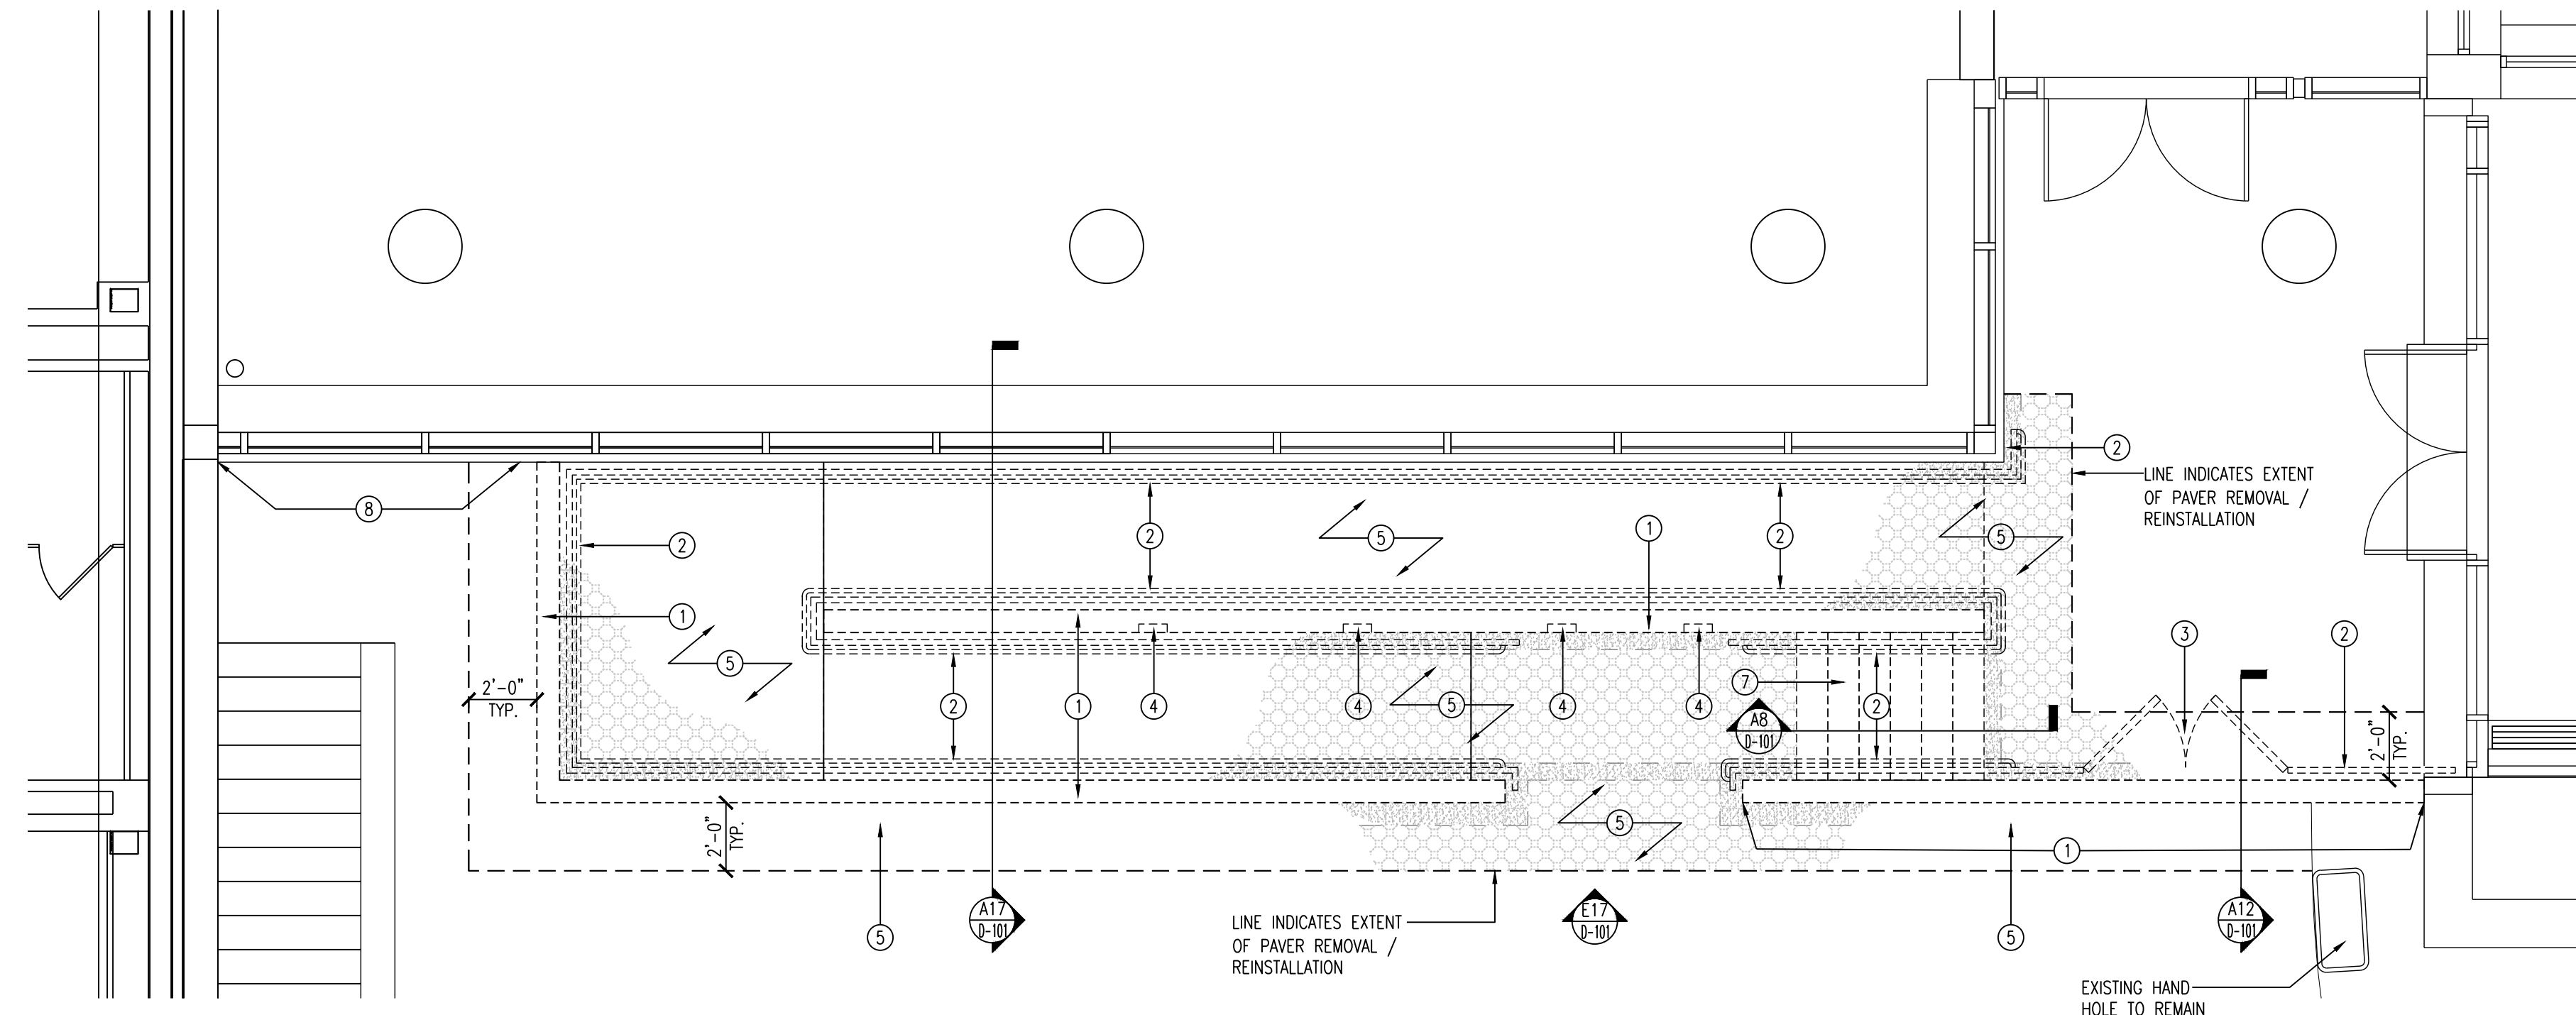 2
LINE INDICATES EXTENT
OF PAVER REMOVAL /
REINSTALLATION
8
2
2
5
1
2
5
1
5
3
2
2'-0"
TYP.
2
1
4
4
5
4
4
7
2
A8
D-101
2'-0"
TYP.
2'-0"
TYP.
5
1
5
A17
D-101
LINE INDICATES EXTENT
OF PAVER REMOVAL /
REINSTALLATION
E17
D-101
5
A12
D-101
EXISTING HAND
HOLE TO REMAIN